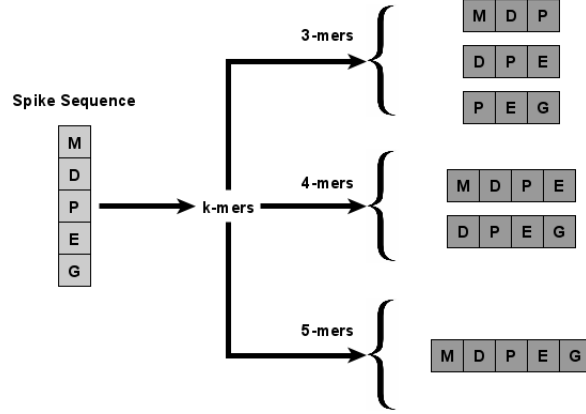 Spike Sequence
M
D
P
E
G
k-mers
3-mers
M D P
D P E
P E G
4-mers
M D P E
D P E G
5-mers
M D P E G